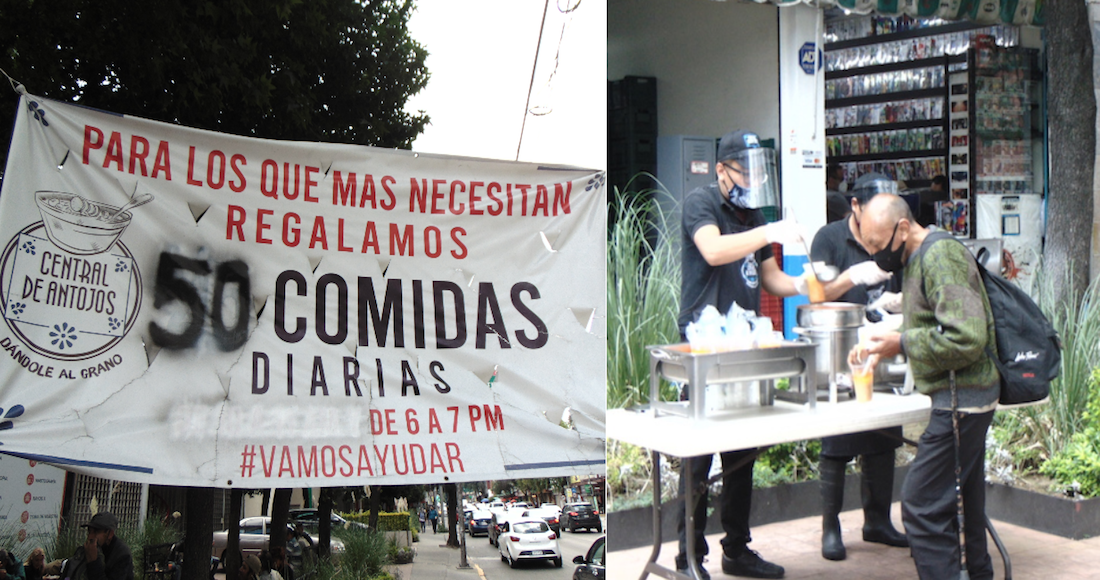 PARA LOS QUE MAS NECESITAN
REGALAMOS
50 COMIDAS
DIARIAS
DE 6 A 7 PM
#VAMOSAYUDAR
CENTRAL
DE ANTOJOS
DÁNDOLE AL GRANO